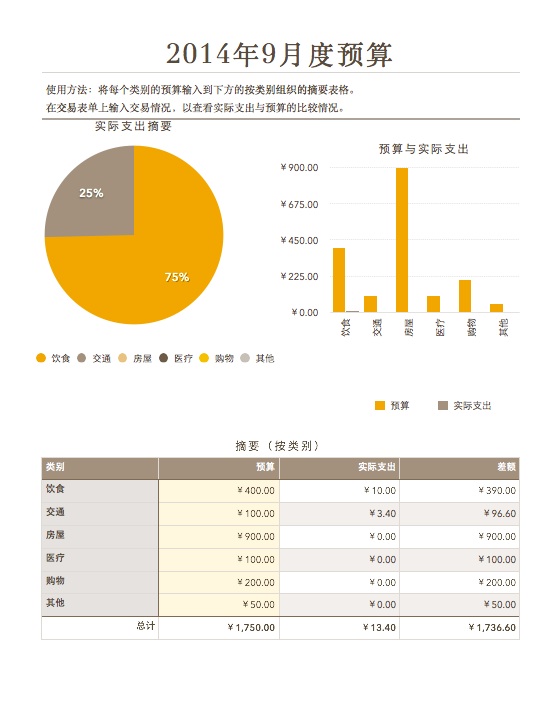 2014年9月度预算
使用方法：将每个类别的预算输入到下方的按类别组织的摘要表格。
在交易表单上输入交易情况，以查看实际支出与预算的比较情况。
实际支出摘要
25%
75%
饮食 交通 房屋 医疗 购物 其他
预算与实际支出
¥900.00
¥675.00
¥450.00
¥225.00
¥0.00
饮食 交通 房屋 医疗 购物 其他
预算 实际支出
摘要（按类别）
类别 预算 实际支出 差额
饮食 ¥400.00 ¥10.00 ¥390.00
交通 ¥100.00 ¥3.40 ¥96.60
房屋 ¥900.00 ¥0.00 ¥900.00
医疗 ¥100.00 ¥0.00 ¥100.00
购物 ¥200.00 ¥0.00 ¥200.00
其他 ¥50.00 ¥0.00 ¥50.00
总计 ¥1,750.00 ¥13.40 ¥1,736.60